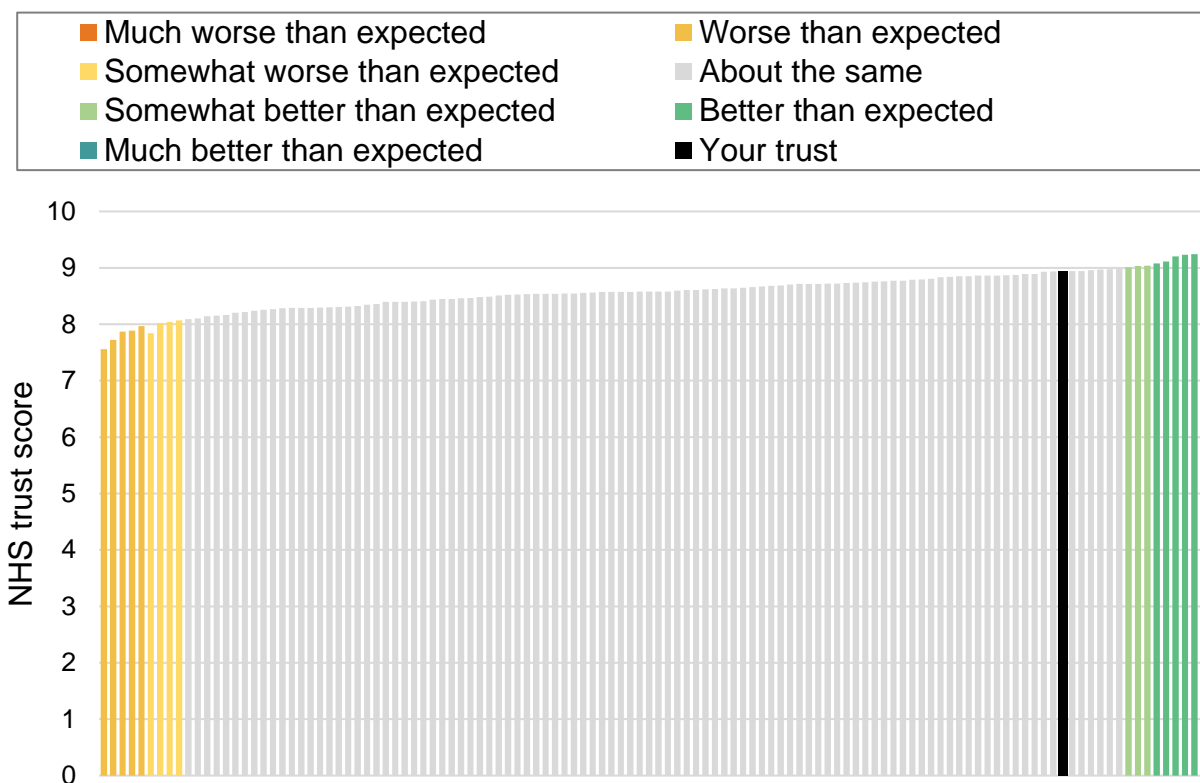 Much worse than expected
Worse than expected
Somewhat worse than expected
About the same
Somewhat better than expected
Better than expected
Much better than expected
Your trust
10
9
8
7
6
5
4
3
2
1
0
NHS trust score